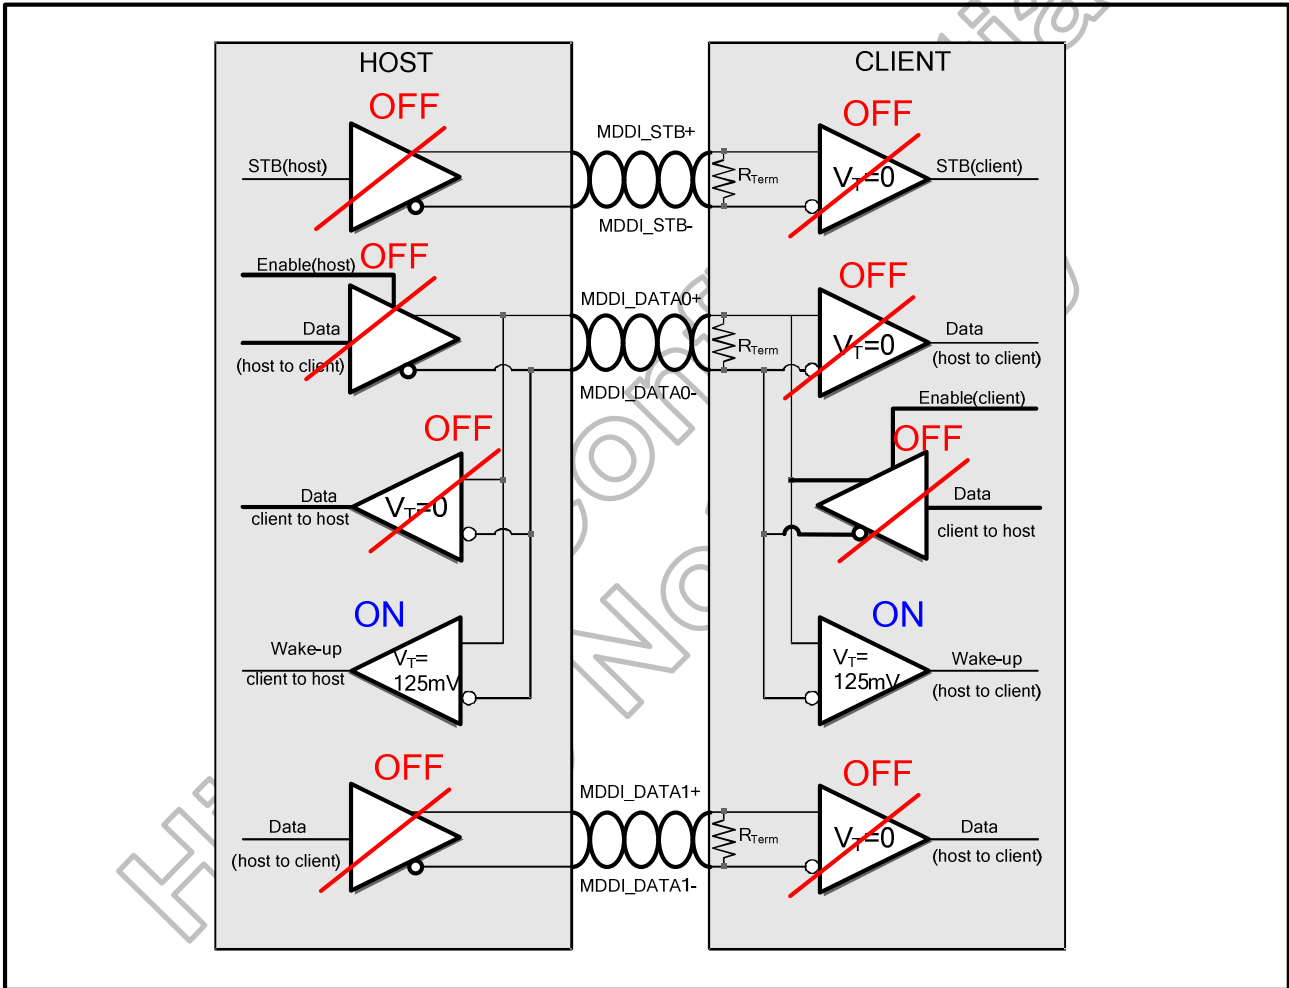 HOST
CLIENT
OFF
OFF
MDDI_STB+
STB(host)
RTerm
VT=0
STB(client)
MDDI_STB-
Enable(host)
OFF
OFF
MDDI_DATA0+
Data
(host to client)
RTerm
VT=0
Data
(host to client)
MDDI_DATA0-
Enable(client)
OFF
OFF
Data
client to host
VT=0
Data
client to host
ON
ON
Wake-up
client to host
VT=
125mV
VT=
125mV
Wake-up
(host to client)
OFF
OFF
MDDI_DATA1+
Data
(host to client)
RTerm
VT=0
Data
(host to client)
MDDI_DATA1-